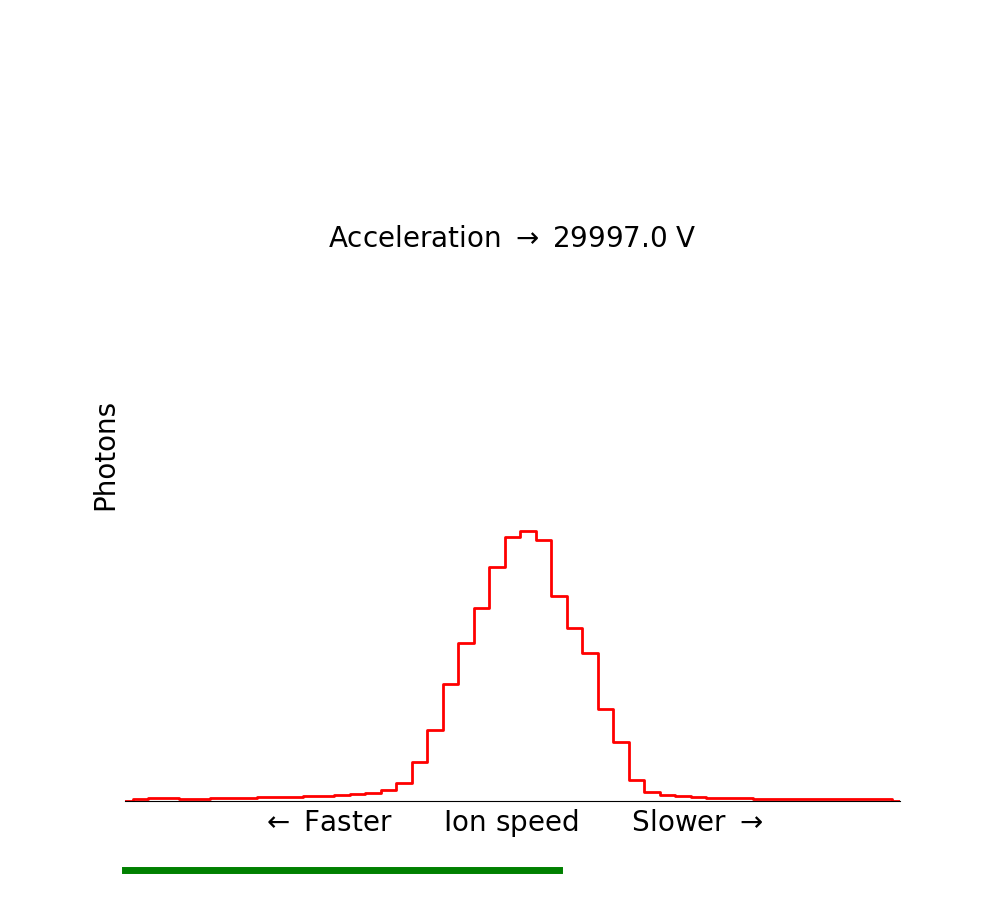 Acceleration → 29997.0 V
Photons
← Faster Ion speed Slower →